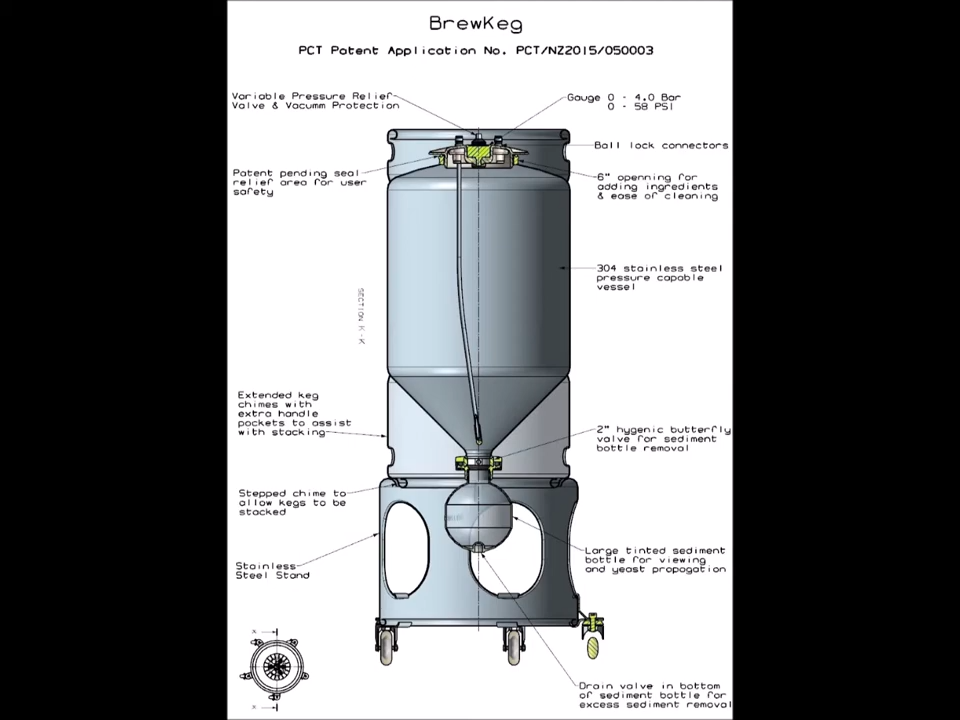 BrewKeg
PCT Patent Application No. PCT/NZ2015/050003
Variable Pressure Relief
Valve & Vacumm Protection
Gauge 0 - 4.0 Bar
0 - 58 PSI
Ball lock connectors
Patent pending seal
relief area for user
safety
6" openning for
adding ingredients
& ease of cleaning
304 stainless steel
pressure capable
vessel
SECTION K-K
Extended keg
chimes with
extra handle
pockets to assist
with stacking
2" hygenic butterfly
valve for sediment
bottle removal
Stepped chime to
allow kegs to be
stacked
Large tinted sediment
bottle for viewing
and yeast propogation
Stainless
Steel Stand
Drain valve in bottom
of sediment bottle for
excess sediment removal